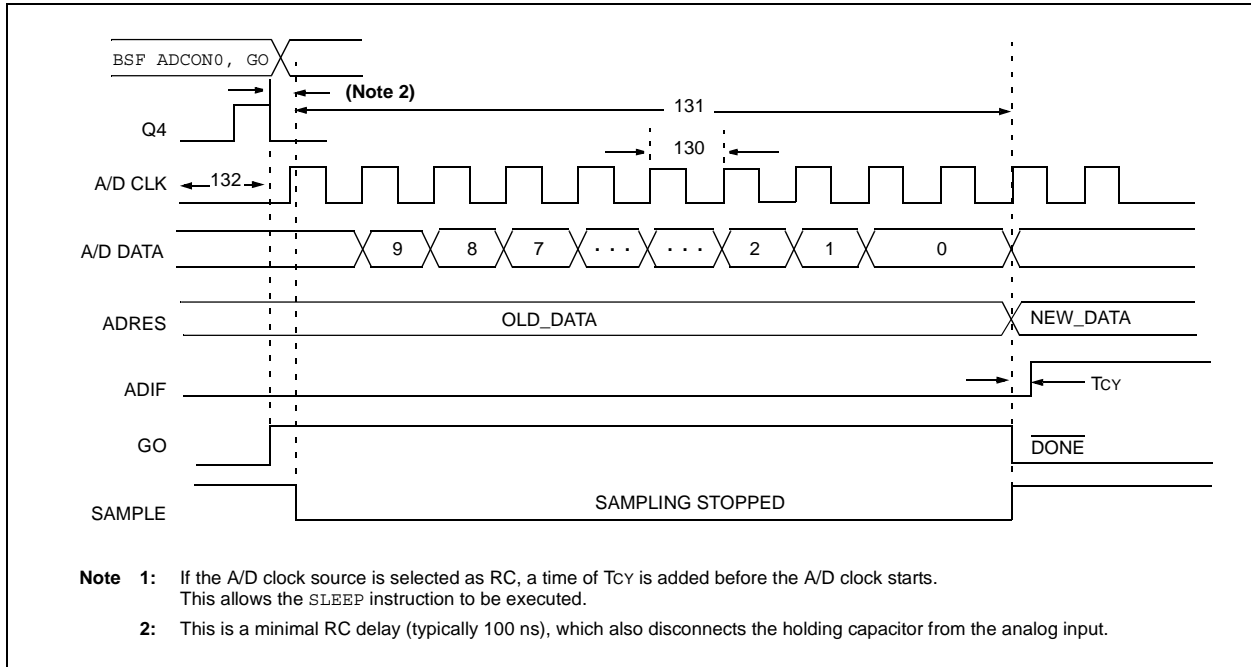 BSF ADCON0, GO
(Note 2)
131
Q4
130
A/D CLK
132
A/D DATA
9 8 7 . . . . . . 2 1 0
ADRES
OLD_DATA
NEW_DATA
ADIF
TCY
GO
DONE
SAMPLE
SAMPLING STOPPED
Note 1: If the A/D clock source is selected as RC, a time of TCY is added before the A/D clock starts.
This allows the SLEEP instruction to be executed.
2: This is a minimal RC delay (typically 100 ns), which also disconnects the holding capacitor from the analog input.